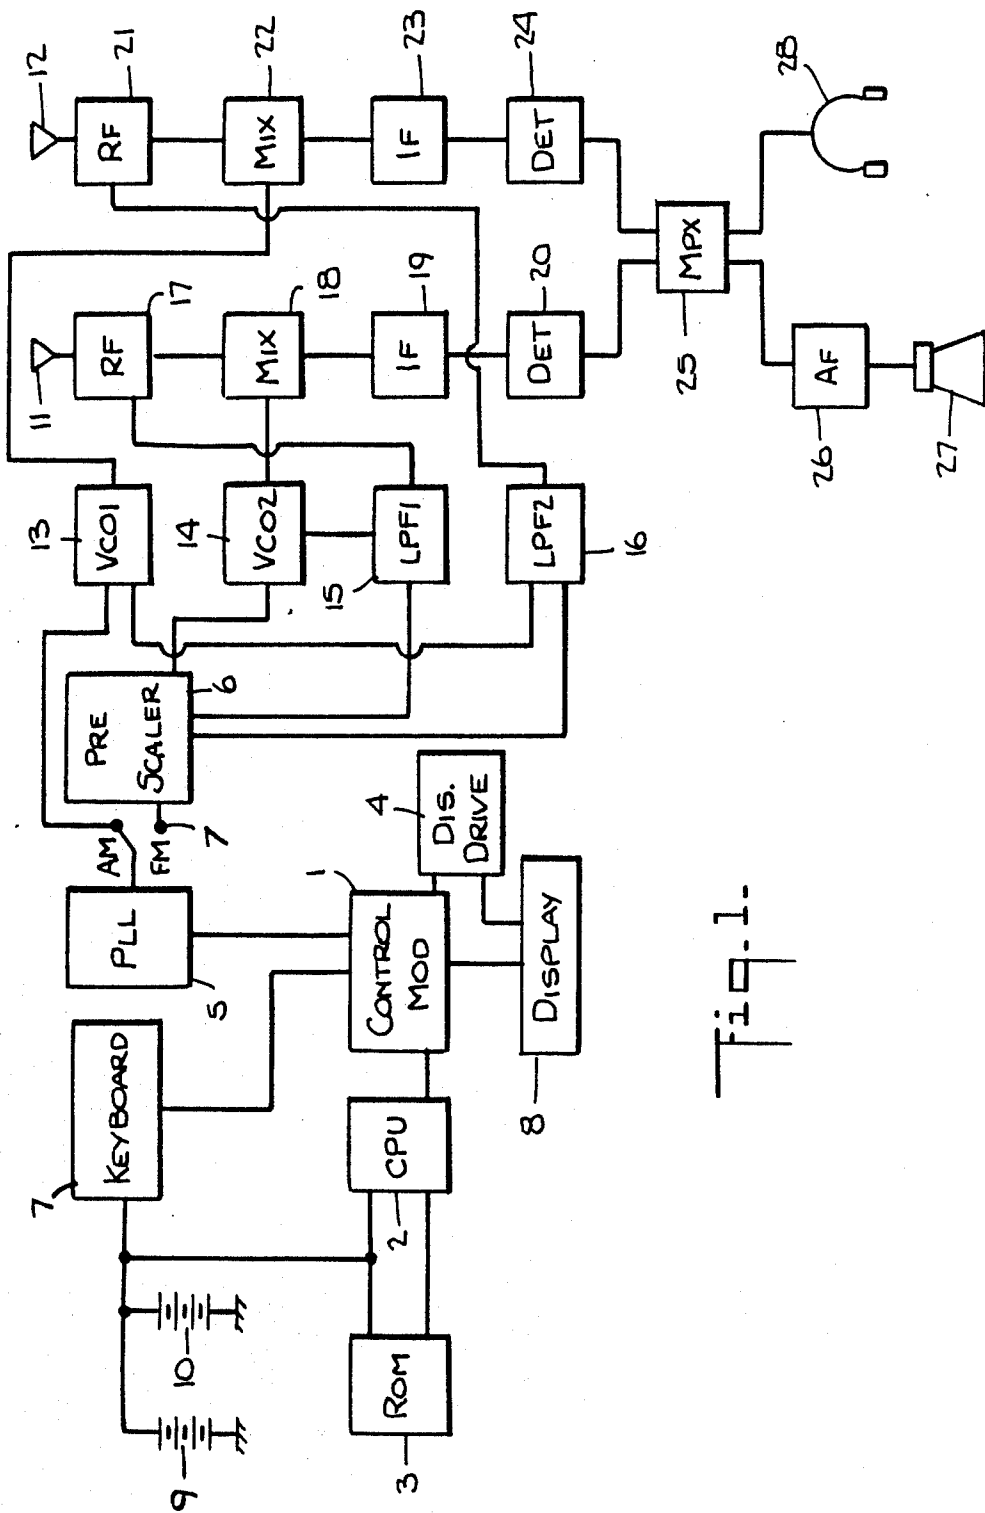 12
21
22
23
24
RF
MIX
IF
DET
28
11
17
18
19
20
RF
MIX
IF
DET
MPX
25
AF
26
27
13
VCO1
14
VCO2
15
LPF1
LPF2
16
PRE
SCALER
6
AM
FM
7
PLL
5
4
DIS.
DRIVE
1
CONTROL
MOD
DISPLAY
8
7
KEYBOARD
CPU
2
ROM
3
10
9
Fig. 1.